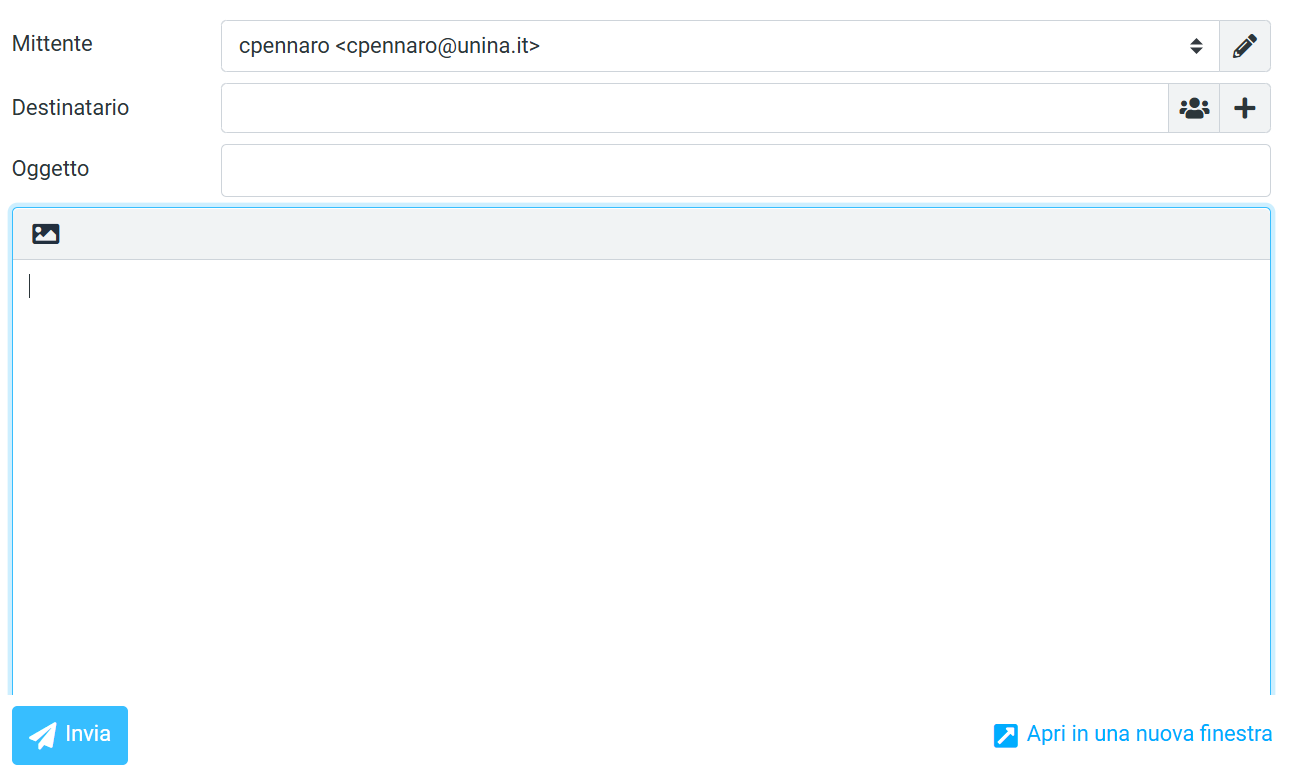 Mittente
cpennaro <cpennaro@unina.it>
Destinatario
Oggetto
Invia
Apri in una nuova finestra